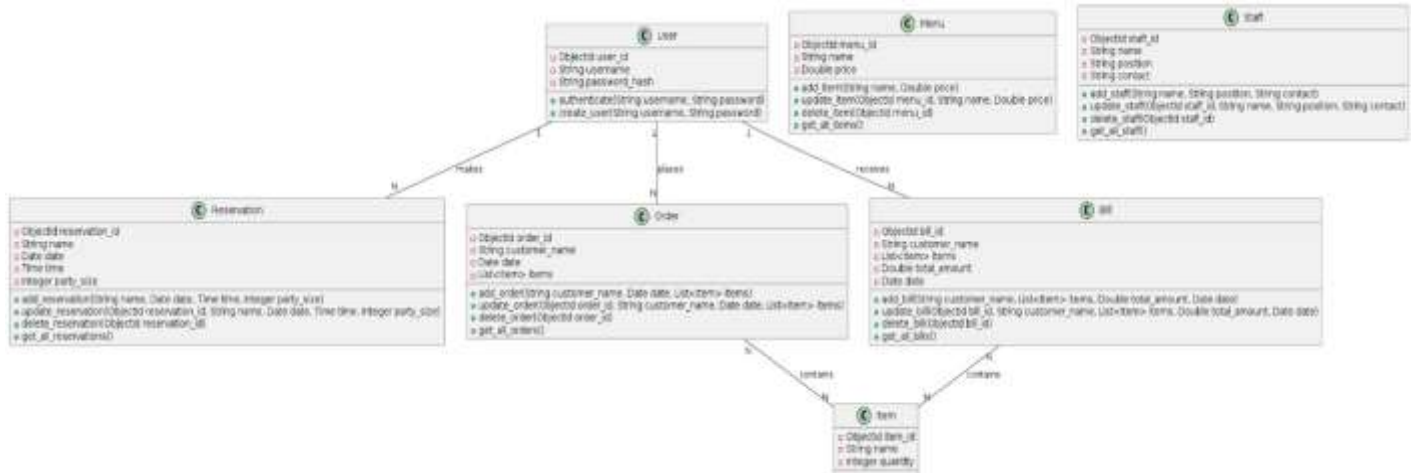 C User
ObjectId user_id
String username
String password_hash
authenticate(String username, String password)
create_user(String username, String password)
C Menu
ObjectId menu_id
String name
Double price
add_item(String name, Double price)
update_item(ObjectId menu_id, String name, Double price)
delete_item(ObjectId menu_id)
get_all_items()
C Staff
ObjectId staff_id
String name
String position
String contact
add_staff(String name, String position, String contact)
update_staff(ObjectId staff_id, String name, String position, String contact)
delete_staff(ObjectId staff_id)
get_all_staff()
1
1
1
makes
places
receives
N
N
N
C Reservation
ObjectId reservation_id
String name
Date date
Time time
Integer party_size
add_reservation(String name, Date date, Time time, Integer party_size)
update_reservation(ObjectId reservation_id, String name, Date date, Time time, Integer party_size)
delete_reservation(ObjectId reservation_id)
get_all_reservations()
C Order
ObjectId order_id
String customer_name
Date date
List<Item> items
add_order(String customer_name, Date date, List<Item> items)
update_order(ObjectId order_id, String customer_name, Date date, List<Item> items)
delete_order(ObjectId order_id)
get_all_orders()
C Bill
ObjectId bill_id
String customer_name
List<Item> items
Double total_amount
Date date
add_bill(String customer_name, List<Item> items, Double total_amount, Date date)
update_bill(ObjectId bill_id, String customer_name, List<Item> items, Double total_amount, Date date)
delete_bill(ObjectId bill_id)
get_all_bills()
N
N
contains
contains
N
N
C Item
ObjectId item_id
String name
Integer quantity